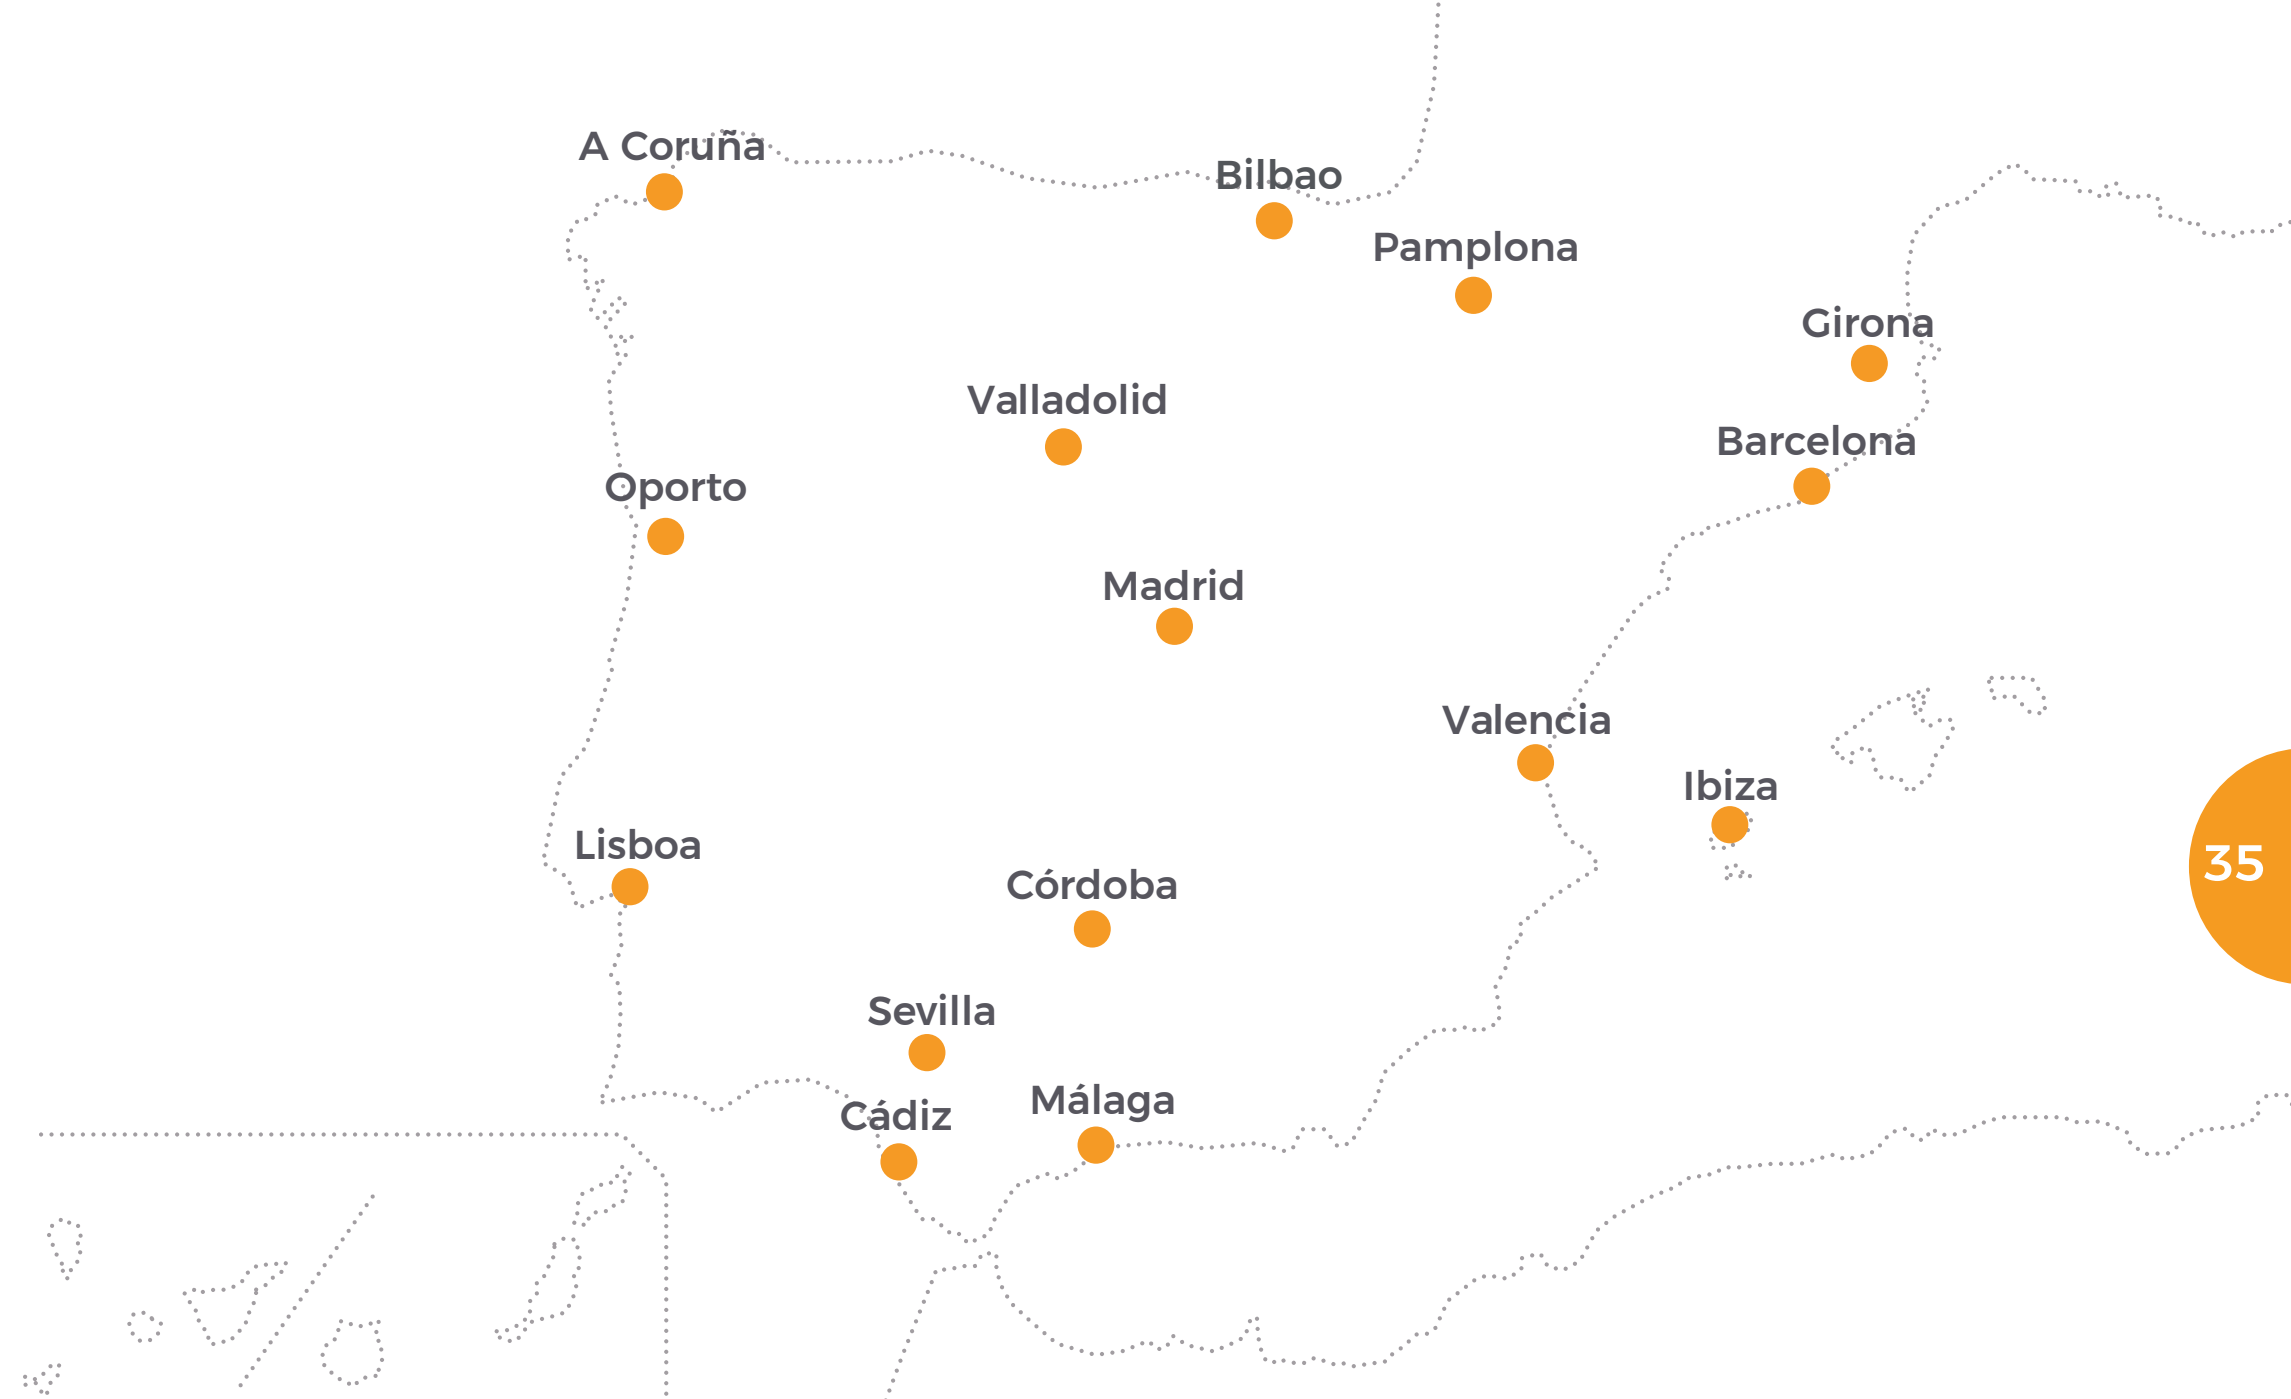 A Coruña
Bilbao
Pamplona
Girona
Valladolid
Barcelona
Oporto
Madrid
Valencia
Ibiza
Lisboa
35
Córdoba
Sevilla
Málaga
Cádiz